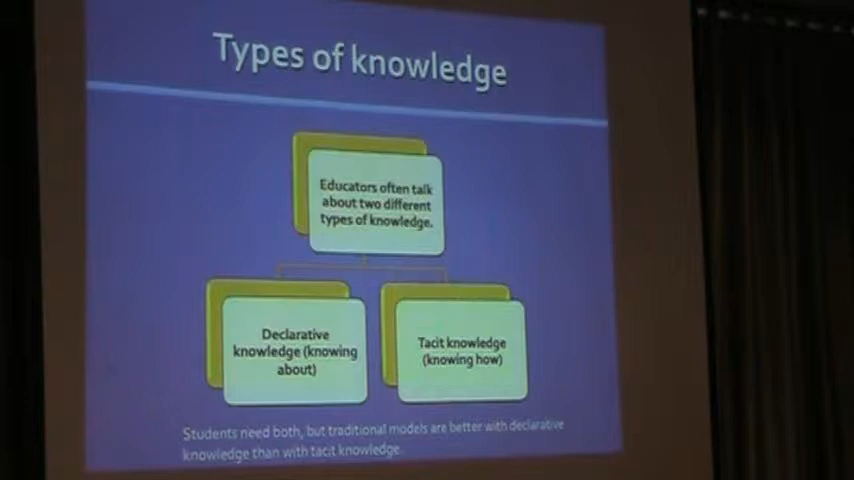 Types of knowledge
Educators often talk
about two different
types of knowledge.
Declarative
knowledge (knowing
about)
Tacit knowledge
(knowing how)
Students need both, but traditional models are better with declarative
knowledge than with tacit knowledge.